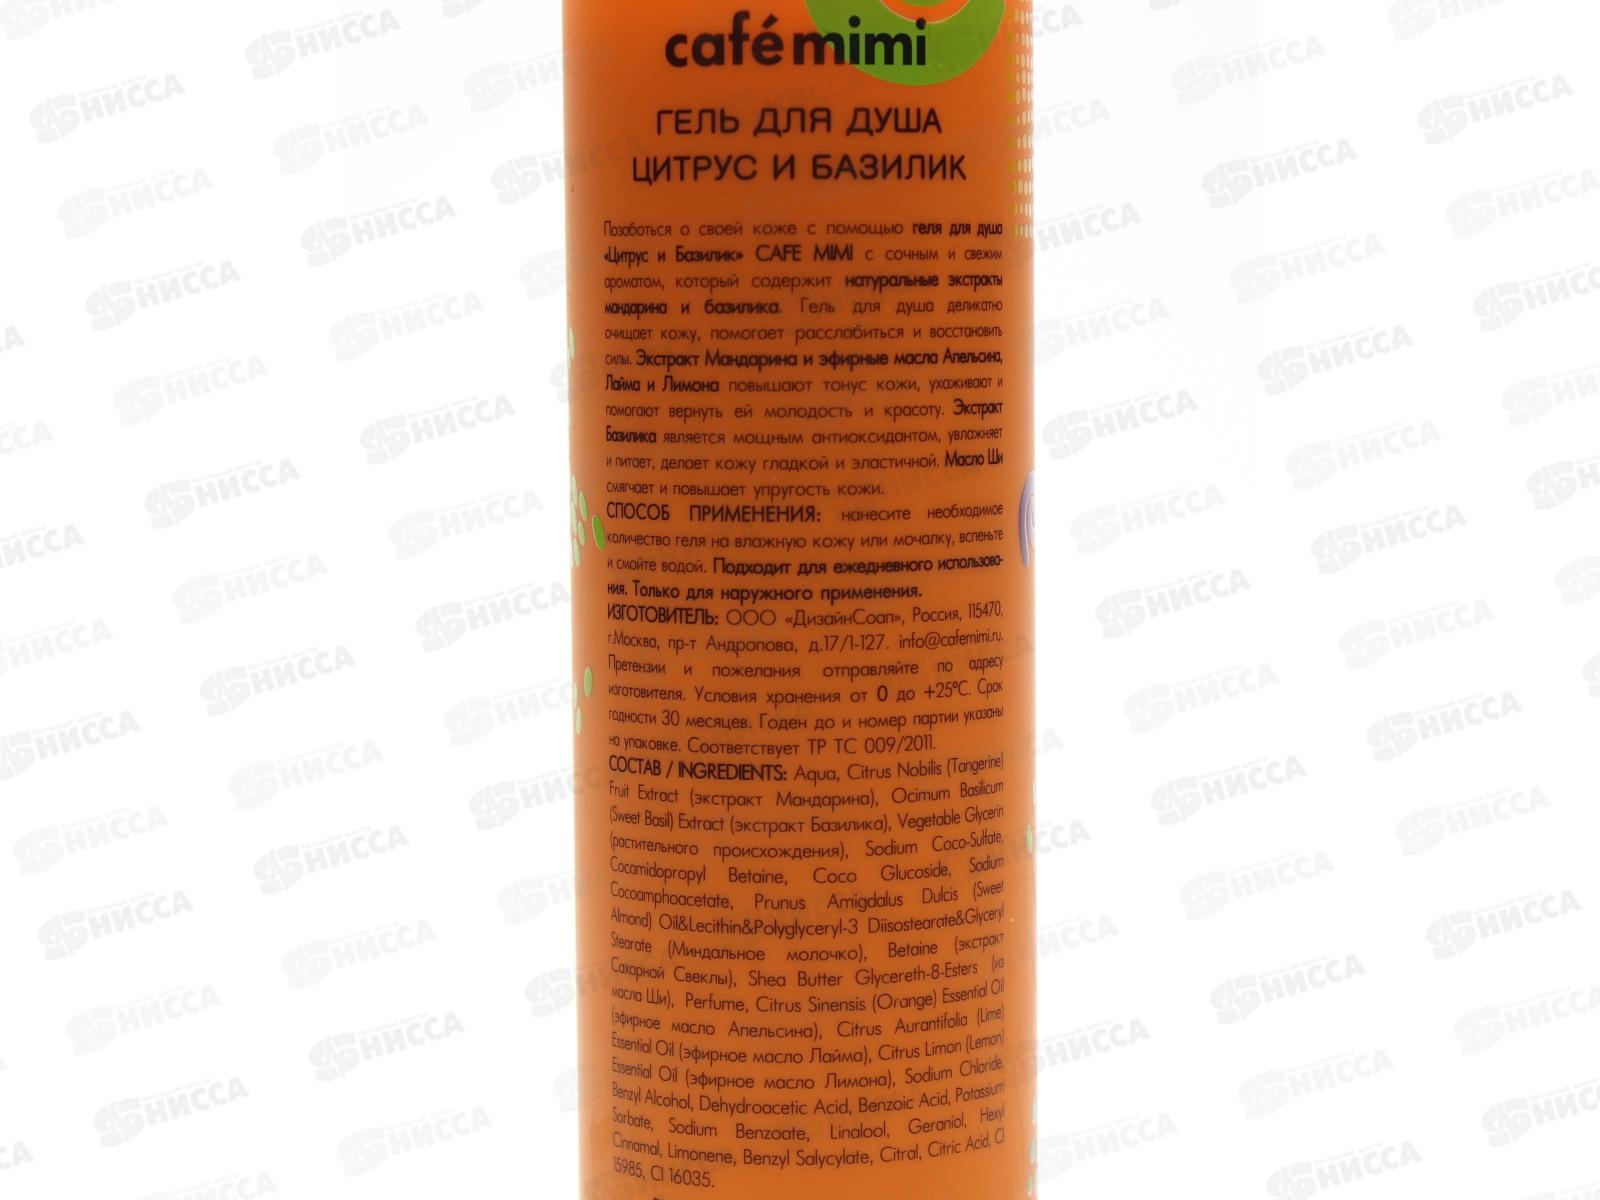 café mimi
ГЕЛЬ ДЛЯ ДУША
ЦИТРУС И БАЗИЛИК
Позаботься о своей коже с помощью геля для душа
«Цитрус и Базилик» CAFE MIMI с сочным и свежим
ароматом, который содержит натуральные экстракты
мандарина и базилика. Гель для душа деликатно
очищает кожу, помогает расслабиться и восстановить
силы. Экстракт Мандарина и эфирные масла Апельсина,
Лайма и Лимона повышают тонус кожи, ухаживают и
помогают вернуть ей молодость и красоту. Экстракт
Базилика является мощным антиоксидантом, увлажняет
и питает, делает кожу гладкой и эластичной. Масло Ши
смягчает и повышает упругость кожи.
СПОСОБ ПРИМЕНЕНИЯ: нанесите необходимое
количество геля на влажную кожу или мочалку, вспеньте
и смойте водой. Подходит для ежедневного использова-
ния. Только для наружного применения.
ИЗГОТОВИТЕЛЬ: ООО «ДизайнСоап», Россия, 115470,
г.Москва, пр-т Андропова, д.17/1-127. info@cafemimi.ru.
Претензии и пожелания отправляйте по адресу
изготовителя. Условия хранения от 0 до +25ºС. Срок
годности 30 месяцев. Годен до и номер партии указаны
на упаковке. Соответствует ТР ТС 009/2011.
СОСТАВ / INGREDIENTS: Aqua, Citrus Nobilis (Tangerine)
Fruit Extract (экстракт Мандарина), Ocimum Basilicum
(Sweet Basil) Extract (экстракт Базилика), Vegetable Glycerin
(растительного происхождения), Sodium Coco-Sulfate,
Cocamidopropyl Betaine, Coco Glucoside, Sodium
Cocoamphoacetate, Prunus Amigdalus Dulcis (Sweet
Almond) Oil&Lecithin&Polyglyceryl-3 Diisostearate&Glyceryl
Stearate (Миндальное молочко), Betaine (экстракт
Сахарной Свеклы), Shea Butter Glycereth-8-Esters (из
масла Ши), Perfume, Citrus Sinensis (Orange) Essential Oil
(эфирное масло Апельсина), Citrus Aurantifolia (Lime)
Essential Oil (эфирное масло Лайма), Citrus Limon (Lemon)
Essential Oil (эфирное масло Лимона), Sodium Chloride,
Benzyl Alcohol, Dehydroacetic Acid, Benzoic Acid, Potassium
Sorbate, Sodium Benzoate, Linalool, Geraniol, Hexyl
Cinnamal, Limonene, Benzyl Salycylate, Citral, Citric Acid, CI
15985, CI 16035.